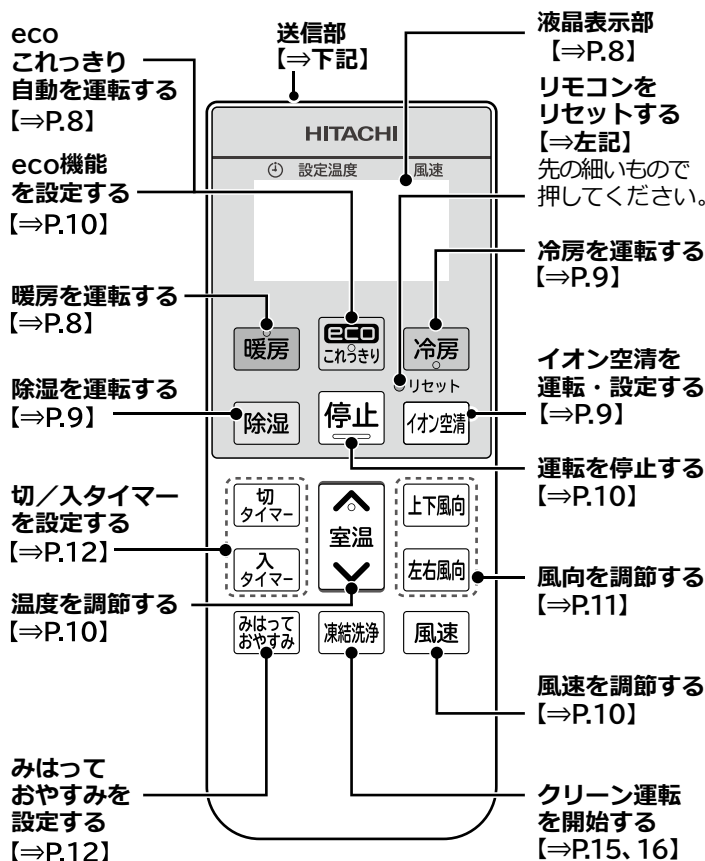 eco
これっきり
自動を運転する
【⇒P.8】
eco機能
を設定する
【⇒P.10】
暖房を運転する
【⇒P.8】
除湿を運転する
【⇒P.9】
切／入タイマー
を設定する
【⇒P.12】
温度を調節する
【⇒P.10】
みはって
おやすみを
設定する
【⇒P.12】
送信部
【⇒下記】
HITACHI
設定温度
風速
暖房
eco
これっきり
冷房
リセット
除湿
停止
イオン空清
切
タイマー
室温
上下風向
入
タイマー
左右風向
みはって
おやすみ
凍結洗浄
風速
液晶表示部
【⇒P.8】
リモコンを
リセットする
【⇒左記】
先の細いもので
押してください。
冷房を運転する
【⇒P.9】
イオン空清を
運転・設定する
【⇒P.9】
運転を停止する
【⇒P.10】
風向を調節する
【⇒P.11】
風速を調節する
【⇒P.10】
クリーン運転
を開始する
【⇒P.15、16】